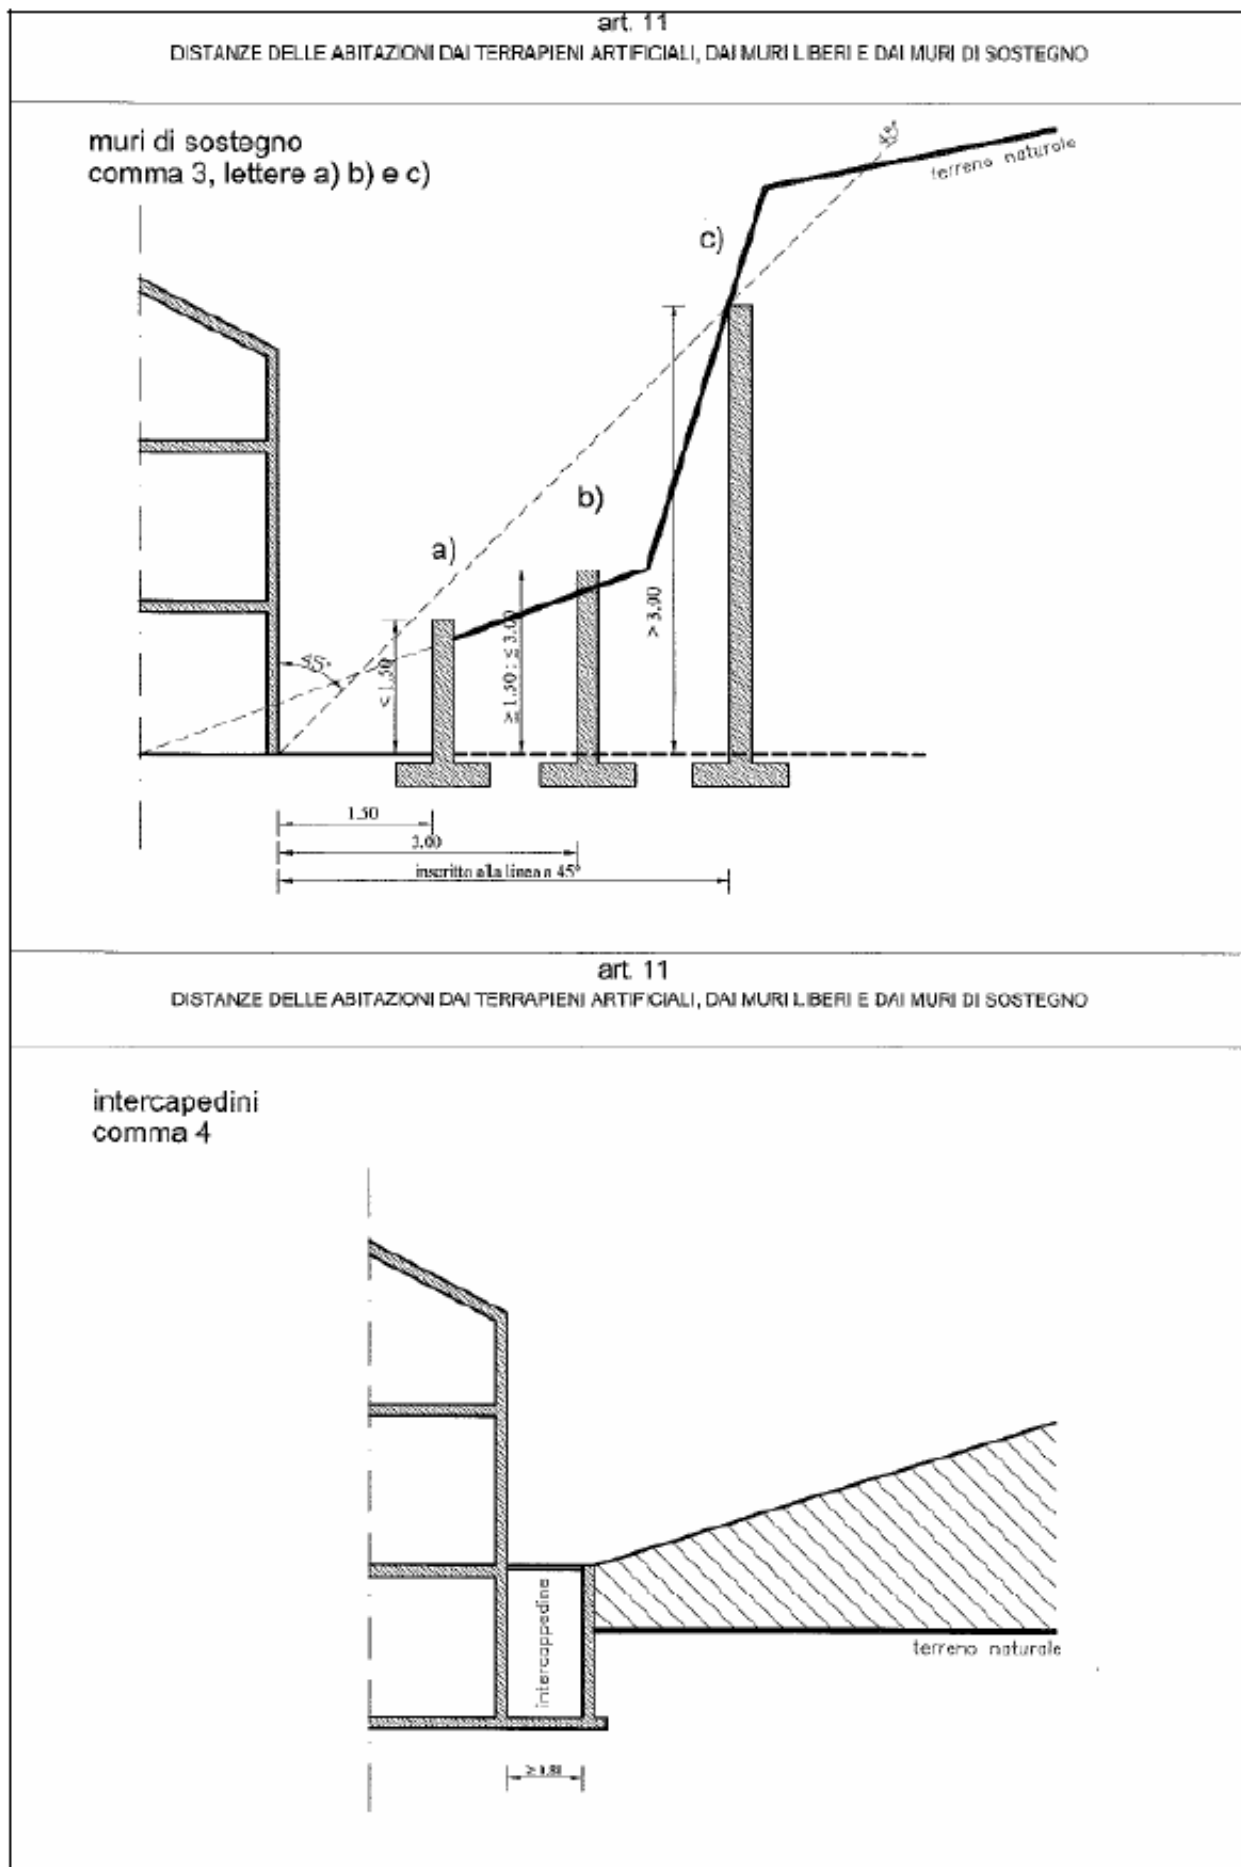 art. 11
DISTANZE DELLE ABITAZIONI DAI TERRAPIENI ARTIFICIALI, DAI MURI LIBERI E DAI MURI DI SOSTEGNO
muri di sostegno
comma 3, lettere a) b) e c)
terreno naturale
c)
b)
a)
45°
≤ 1.50
≥ 1.50 ; ≤ 3.00
> 3.00
1.50
3.00
inscritto alla linea a 45°
art. 11
DISTANZE DELLE ABITAZIONI DAI TERRAPIENI ARTIFICIALI, DAI MURI LIBERI E DAI MURI DI SOSTEGNO
intercapedini
comma 4
intercappedine
terreno naturale